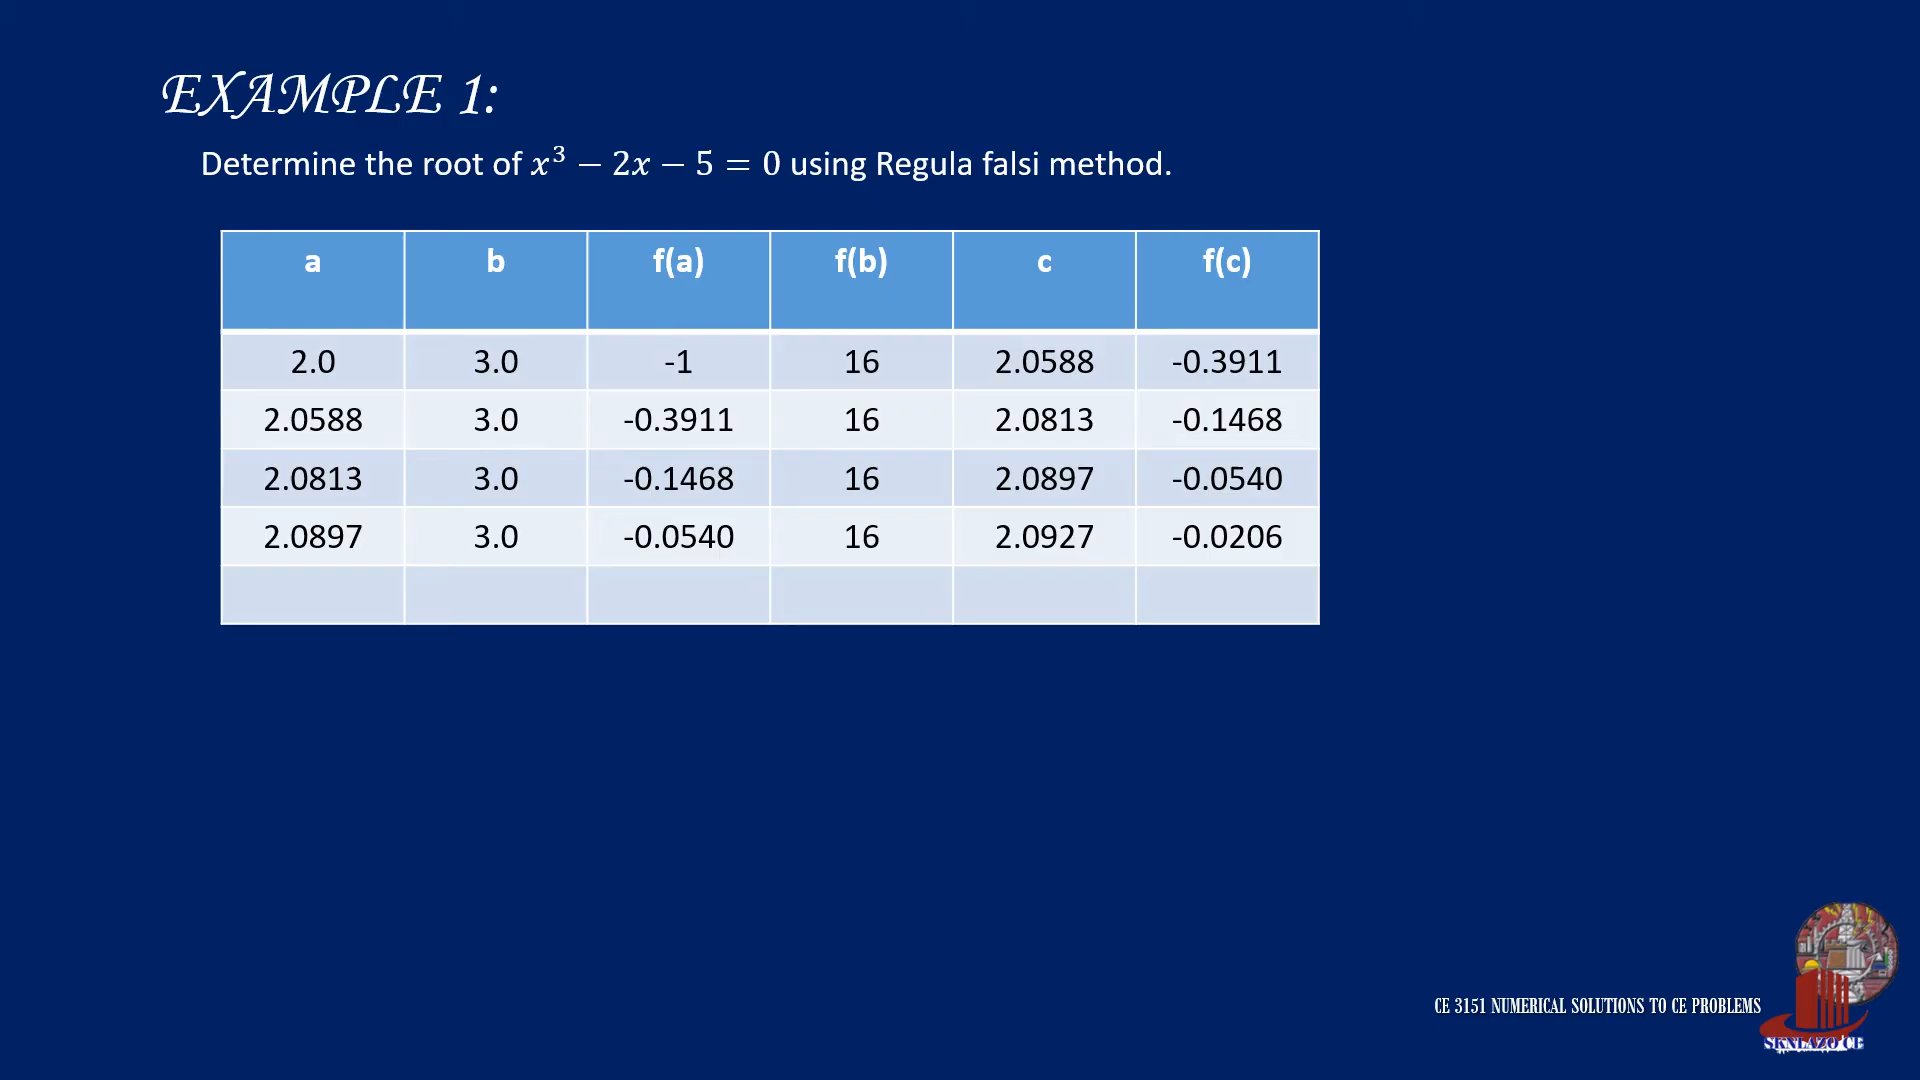 EXAMPLE 1:
Determine the root of x³ − 2x − 5 = 0 using Regula falsi method.
a b f(a) f(b) c f(c)
2.0 3.0 -1 16 2.0588 -0.3911
2.0588 3.0 -0.3911 16 2.0813 -0.1468
2.0813 3.0 -0.1468 16 2.0897 -0.0540
2.0897 3.0 -0.0540 16 2.0927 -0.0206
CE 3151 NUMERICAL SOLUTIONS TO CE PROBLEMS
SKNLAZO CE